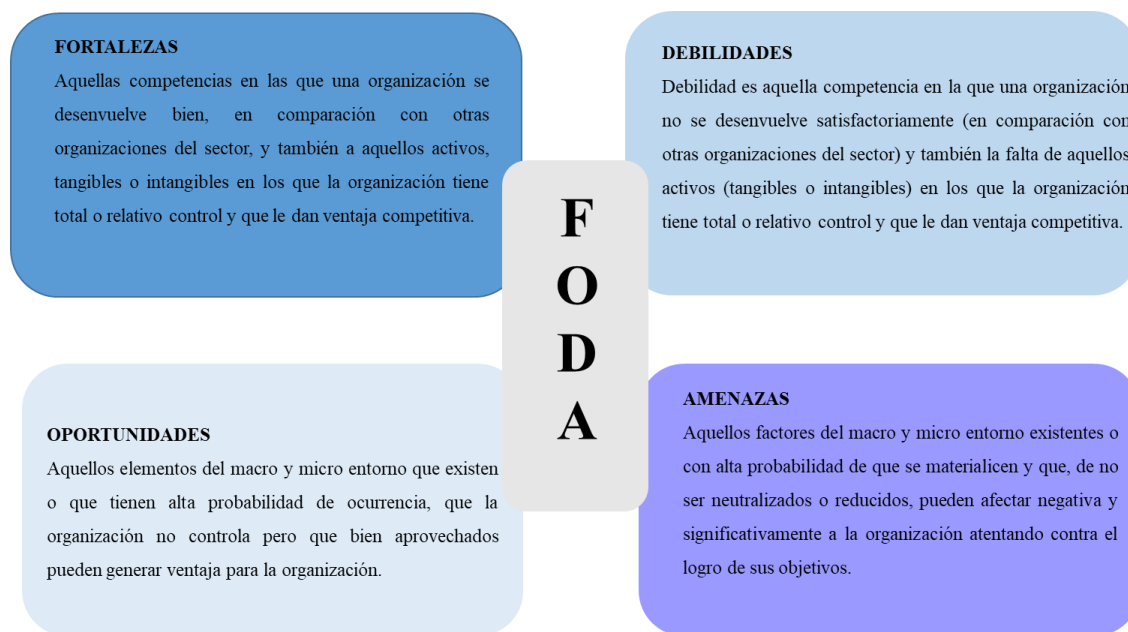 FORTALEZAS
Aquellas competencias en las que una organización se
desenvuelve bien, en comparación con otras
organizaciones del sector, y también a aquellos activos,
tangibles o intangibles en los que la organización tiene
total o relativo control y que le dan ventaja competitiva.
DEBILIDADES
Debilidad es aquella competencia en la que una organización
no se desenvuelve satisfactoriamente (en comparación con
otras organizaciones del sector) y también la falta de aquellos
activos (tangibles o intangibles) en los que la organización
tiene total o relativo control y que le dan ventaja competitiva.
F
O
D
A
OPORTUNIDADES
Aquellos elementos del macro y micro entorno que existen
o que tienen alta probabilidad de ocurrencia, que la
organización no controla pero que bien aprovechados
pueden generar ventaja para la organización.
AMENAZAS
Aquellos factores del macro y micro entorno existentes o
con alta probabilidad de que se materialicen y que, de no
ser neutralizados o reducidos, pueden afectar negativa y
significativamente a la organización atentando contra el
logro de sus objetivos.